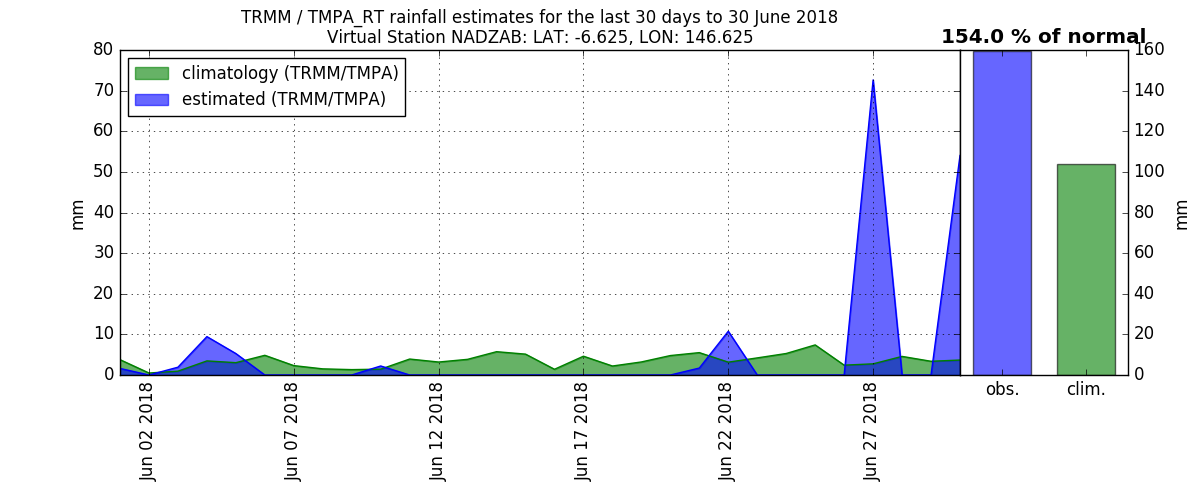 TRMM / TMPA_RT rainfall estimates for the last 30 days to 30 June 2018
Virtual Station NADZAB: LAT: -6.625, LON: 146.625
154.0 % of normal
climatology (TRMM/TMPA)
estimated (TRMM/TMPA)
mm
80
70
60
50
40
30
20
10
0
Jun 02 2018
Jun 07 2018
Jun 12 2018
Jun 17 2018
Jun 22 2018
Jun 27 2018
obs.
clim.
160
140
120
100
80
60
40
20
0
mm